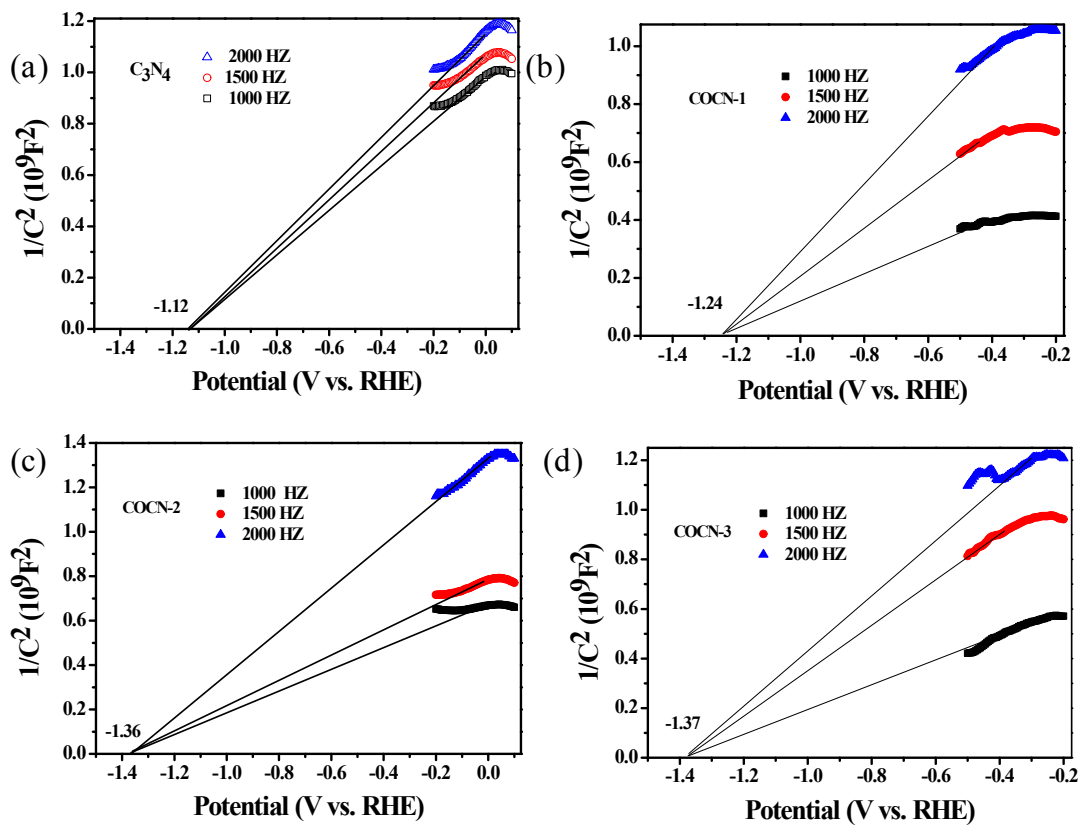 (a)
C3N4
2000 HZ
1500 HZ
1000 HZ
1/C2 (109F2)
1.2
1.0
0.8
0.6
0.4
0.2
0.0
-1.12
-1.4 -1.2 -1.0 -0.8 -0.6 -0.4 -0.2 0.0
Potential (V vs. RHE)
(b)
COCN-1
1000 HZ
1500 HZ
2000 HZ
1/C2 (109F2)
1.0
0.8
0.6
0.4
0.2
0.0
-1.24
-1.4 -1.2 -1.0 -0.8 -0.6 -0.4 -0.2
Potential (V vs. RHE)
(c)
COCN-2
1000 HZ
1500 HZ
2000 HZ
1/C2 (109F2)
1.4
1.2
1.0
0.8
0.6
0.4
0.2
0.0
-1.36
-1.4 -1.2 -1.0 -0.8 -0.6 -0.4 -0.2 0.0
Potential (V vs. RHE)
(d)
COCN-3
1000 HZ
1500 HZ
2000 HZ
1/C2 (109F2)
1.2
1.0
0.8
0.6
0.4
0.2
0.0
-1.37
-1.4 -1.2 -1.0 -0.8 -0.6 -0.4 -0.2
Potential (V vs. RHE)